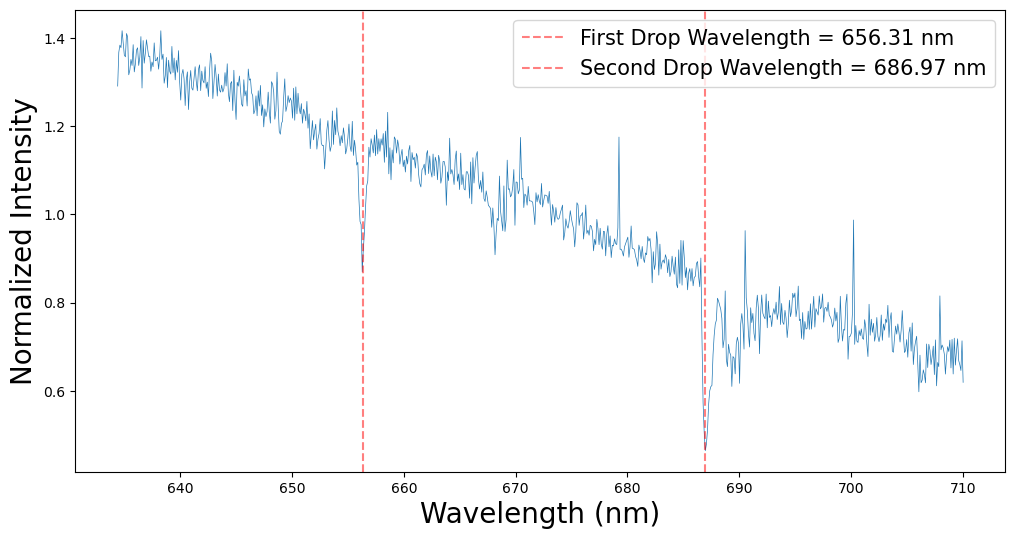 First Drop Wavelength = 656.31 nm
Second Drop Wavelength = 686.97 nm
Normalized Intensity
1.4
1.2
1.0
0.8
0.6
640 650 660 670 680 690 700 710
Wavelength (nm)